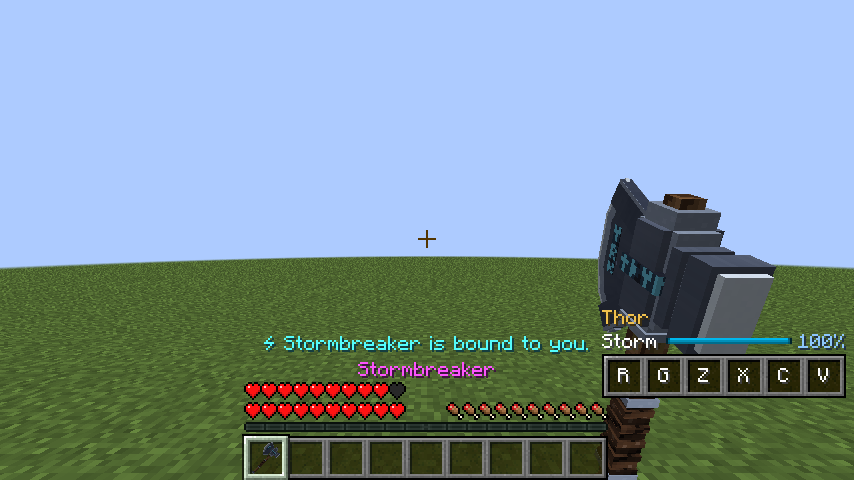 Thor
Storm 100%
⚡ Stormbreaker is bound to you.
Stormbreaker
R G Z X C V